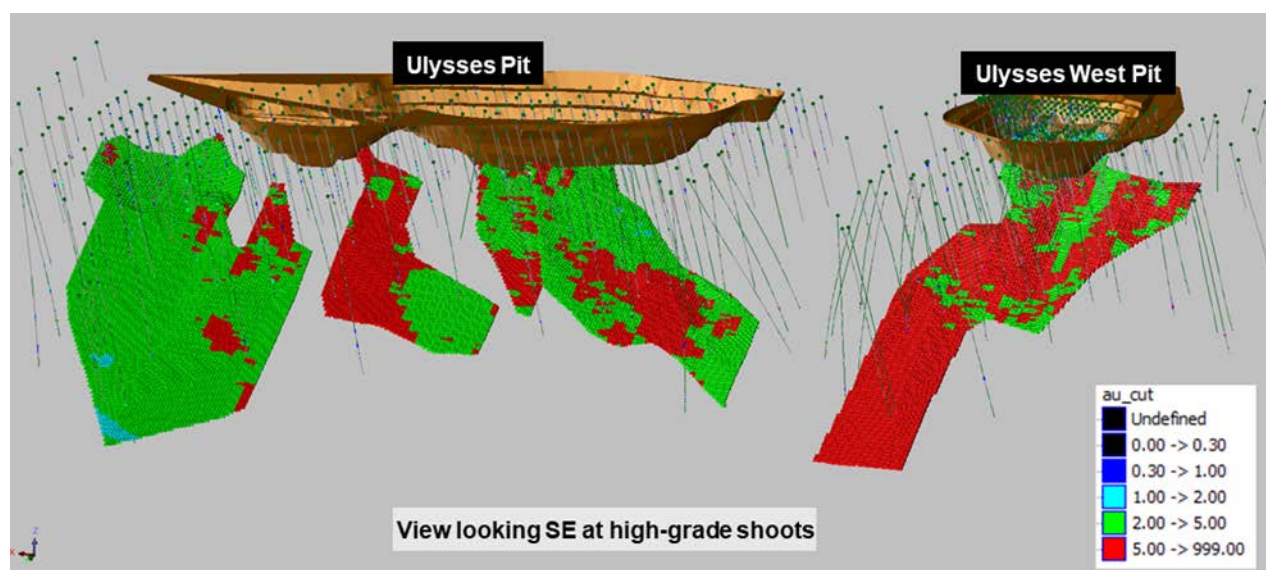 Ulysses Pit
Ulysses West Pit
au_cut
Undefined
0.00 -> 0.30
0.30 -> 1.00
1.00 -> 2.00
2.00 -> 5.00
5.00 -> 999.00
View looking SE at high-grade shoots
Z
X